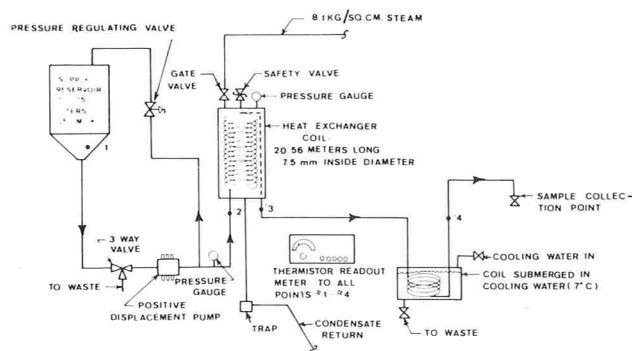 8.1 KG/SQ.CM. STEAM
PRESSURE REGULATING VALVE
GATE
VALVE
SAFETY VALVE
PRESSURE GAUGE
RESERVOIR
1
HEAT EXCHANGER
COIL:
20.56 METERS LONG
7.5 mm INSIDE DIAMETER
2
3
4
SAMPLE COLLEC-
TION POINT
3 WAY
VALVE
TO WASTE
POSITIVE
DISPLACEMENT PUMP
PRESSURE
GAUGE
THERMISTOR READOUT
METER TO ALL
POINTS #1-#4
COOLING WATER IN
COIL SUBMERGED IN
COOLING WATER (7°C)
TO WASTE
TRAP
CONDENSATE
RETURN